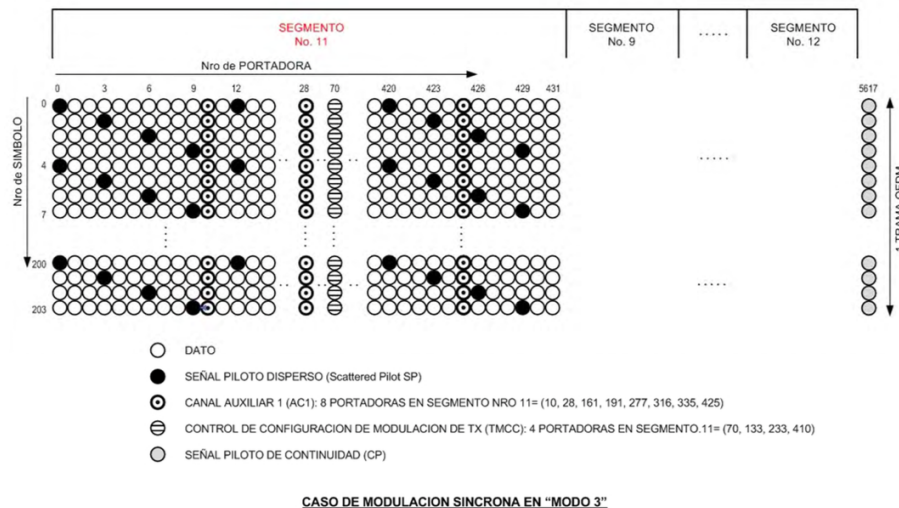 SEGMENTO SEGMENTO ..... SEGMENTO
No. 11 No. 9 No. 12
Nro de PORTADORA
0 3 6 9 12 28 70 420 423 426 429 431 5617
Nro de SIMBOLO
0
4
7
200
203
1 TRAMA OFDM
DATO
SEÑAL PILOTO DISPERSO (Scattered Pilot SP)
CANAL AUXILIAR 1 (AC1): 8 PORTADORAS EN SEGMENTO NRO 11= (10, 28, 161, 191, 277, 316, 335, 425)
CONTROL DE CONFIGURACION DE MODULACION DE TX (TMCC): 4 PORTADORAS EN SEGMENTO.11= (70, 133, 233, 410)
SEÑAL PILOTO DE CONTINUIDAD (CP)
CASO DE MODULACION SINCRONA EN “MODO 3”